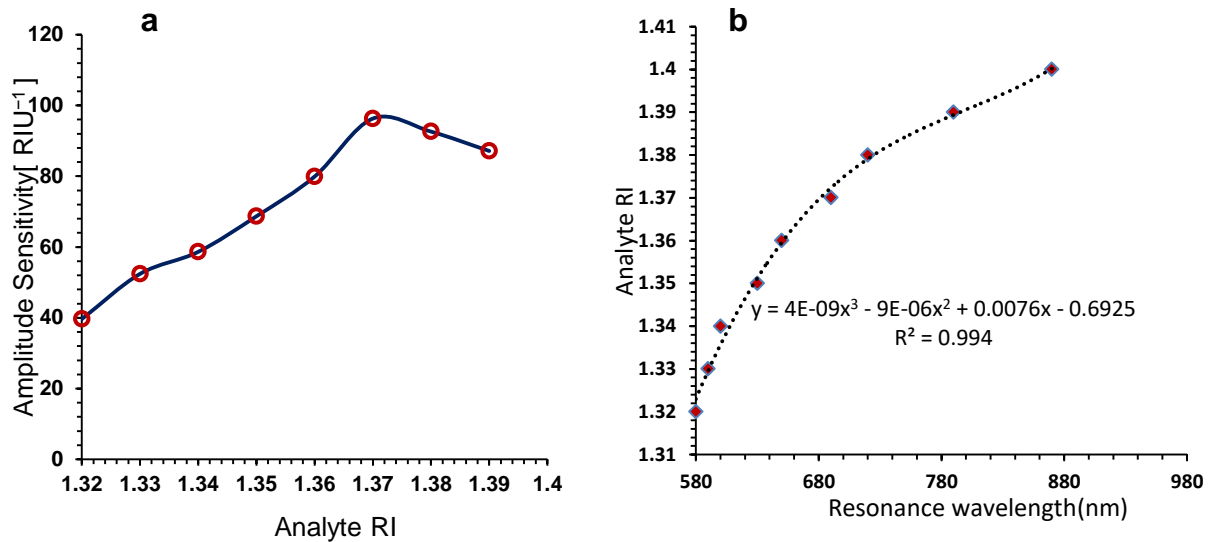 a
120
100
80
60
40
20
0
Amplitude Sensitivity[ RIU⁻¹ ]
1.32 1.33 1.34 1.35 1.36 1.37 1.38 1.39 1.4
Analyte RI
b
1.41
1.4
1.39
1.38
1.37
1.36
1.35
1.34
1.33
1.32
1.31
Analyte RI
y = 4E-09x³ - 9E-06x² + 0.0076x - 0.6925
R² = 0.994
580 680 780 880 980
Resonance wavelength(nm)